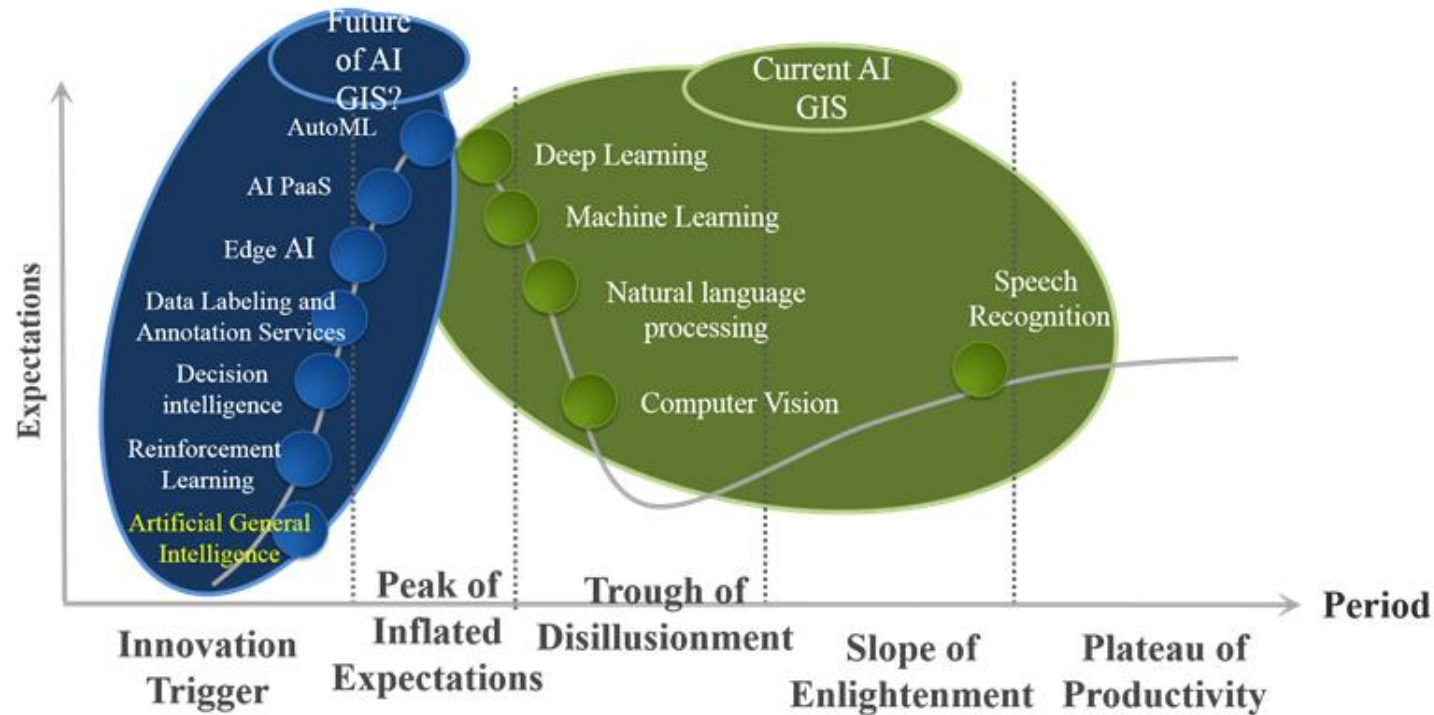 Future
of AI
GIS?
Current AI
GIS
AutoML
Deep Learning
AI PaaS
Machine Learning
Edge AI
Data Labeling and
Annotation Services
Natural language
processing
Speech
Recognition
Decision
intelligence
Computer Vision
Reinforcement
Learning
Artificial General
Intelligence
Expectations
Period
Innovation
Trigger
Peak of
Inflated
Expectations
Trough of
Disillusionment
Slope of
Enlightenment
Plateau of
Productivity